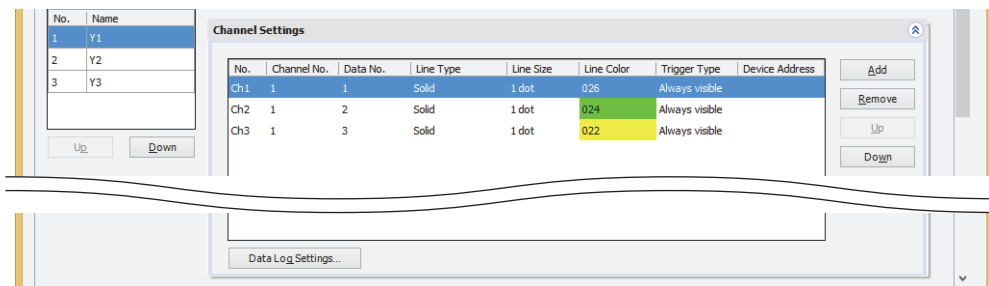 No. Name
1 Y1
2 Y2
3 Y3
Up Down
Channel Settings
No. Channel No. Data No. Line Type Line Size Line Color Trigger Type Device Address
Ch1 1 1 Solid 1 dot 026 Always visible
Ch2 1 2 Solid 1 dot 024 Always visible
Ch3 1 3 Solid 1 dot 022 Always visible
Add
Remove
Up
Down
Data Log Settings...